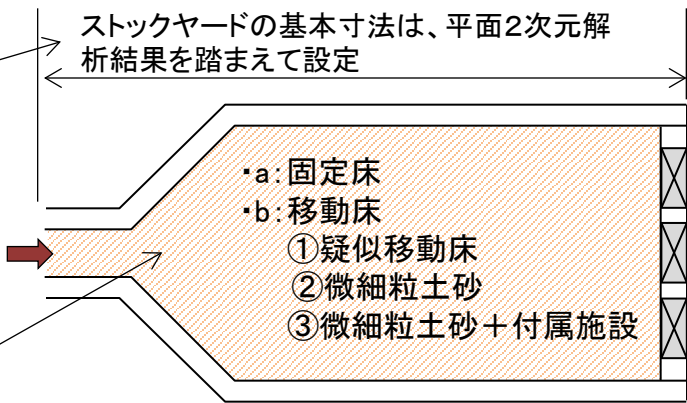 ストックヤードの基本寸法は、平面2次元解
析結果を踏まえて設定
・a:固定床
・b:移動床
①疑似移動床
②微細粒土砂
③微細粒土砂+付属施設